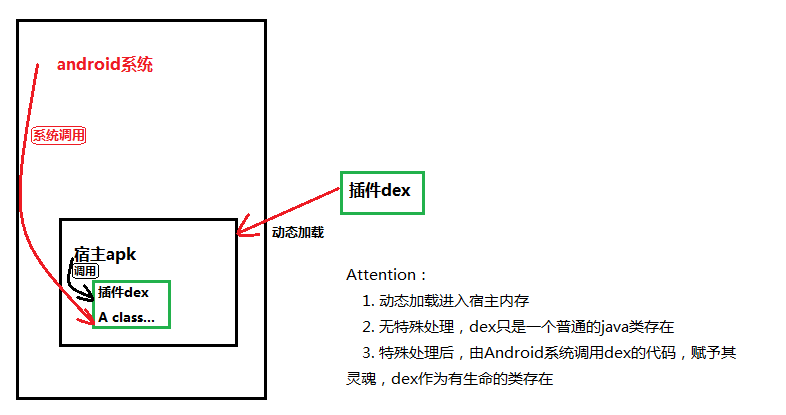 android系统
系统调用
插件dex
动态加载
宿主apk
调用
插件dex
A class...
Attention：
1. 动态加载进入宿主内存
2. 无特殊处理，dex只是一个普通的java类存在
3. 特殊处理后，由Android系统调用dex的代码，赋予其
灵魂，dex作为有生命的类存在